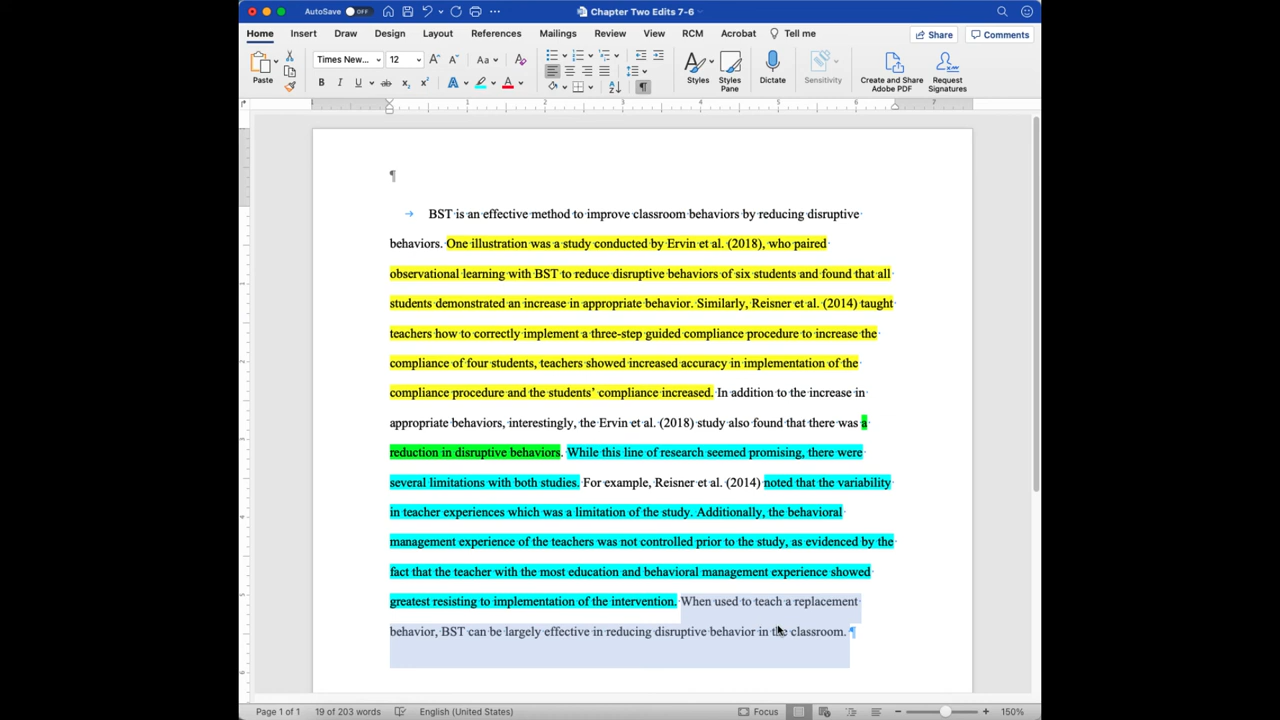 AutoSave OFF Chapter Two Edits 7-6
Home Insert Draw Design Layout References Mailings Review View RCM Acrobat Tell me Share Comments
Paste Times New... 12 Styles Styles Pane Dictate Sensitivity Create and Share Adobe PDF Request Signatures
BST is an effective method to improve classroom behaviors by reducing disruptive
behaviors. One illustration was a study conducted by Ervin et al. (2018), who paired
observational learning with BST to reduce disruptive behaviors of six students and found that all
students demonstrated an increase in appropriate behavior. Similarly, Reisner et al. (2014) taught
teachers how to correctly implement a three-step guided compliance procedure to increase the
compliance of four students, teachers showed increased accuracy in implementation of the
compliance procedure and the students’ compliance increased. In addition to the increase in
appropriate behaviors, interestingly, the Ervin et al. (2018) study also found that there was a
reduction in disruptive behaviors. While this line of research seemed promising, there were
several limitations with both studies. For example, Reisner et al. (2014) noted that the variability
in teacher experiences which was a limitation of the study. Additionally, the behavioral
management experience of the teachers was not controlled prior to the study, as evidenced by the
fact that the teacher with the most education and behavioral management experience showed
greatest resisting to implementation of the intervention. When used to teach a replacement
behavior, BST can be largely effective in reducing disruptive behavior in the classroom.
Page 1 of 1 19 of 203 words English (United States) Focus 150%